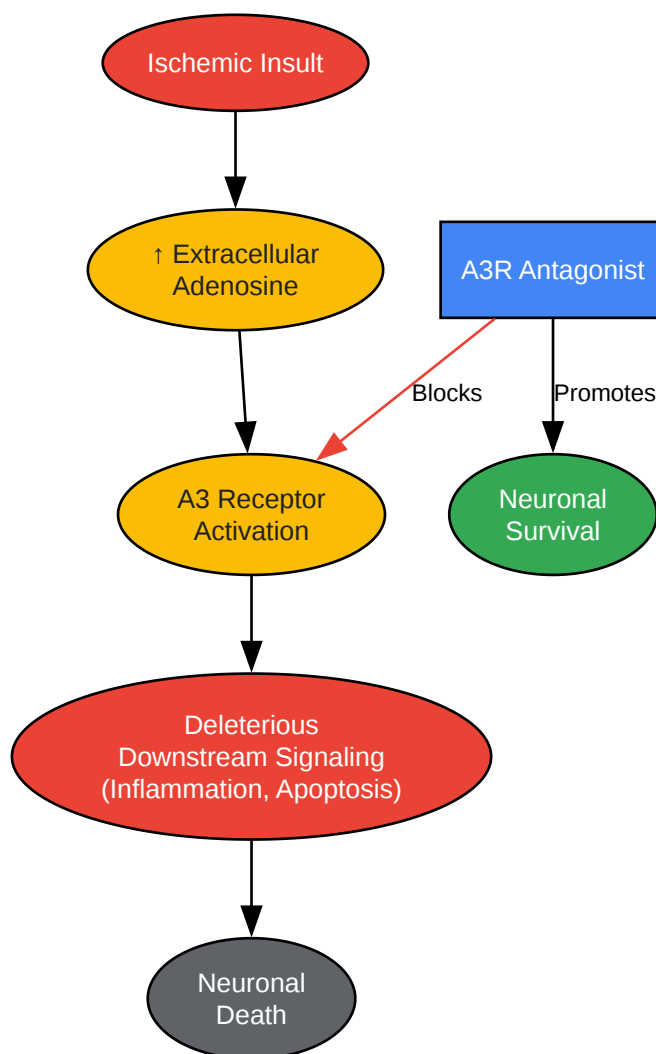 Ischemic Insult
↑ Extracellular
Adenosine
A3R Antagonist
Blocks
Promotes
A3 Receptor
Activation
Neuronal
Survival
Deleterious
Downstream Signaling
(Inflammation, Apoptosis)
Neuronal
Death